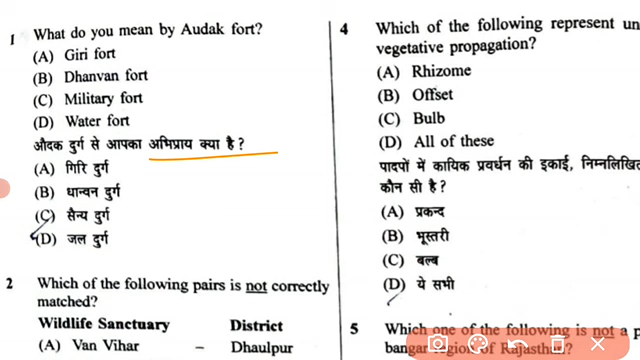 1 What do you mean by Audak fort?
(A) Giri fort
(B) Dhanvan fort
(C) Military fort
(D) Water fort
औदक दुर्ग से आपका अभिप्राय क्या है?
(A) गिरि दुर्ग
(B) धान्वन दुर्ग
(C) सैन्य दुर्ग
(D) जल दुर्ग
2 Which of the following pairs is not correctly
matched?
Wildlife Sanctuary District
(A) Van Vihar – Dhaulpur
4 Which of the following represent un
vegetative propagation?
(A) Rhizome
(B) Offset
(C) Bulb
(D) All of these
पादपों में कायिक प्रवर्धन की इकाई, निम्नलिखि
कौन सी है?
(A) प्रकन्द
(B) भूस्तरी
(C) बल्ब
(D) ये सभी
5 Which one of the following is not a p
bangar region of Rajasthan?